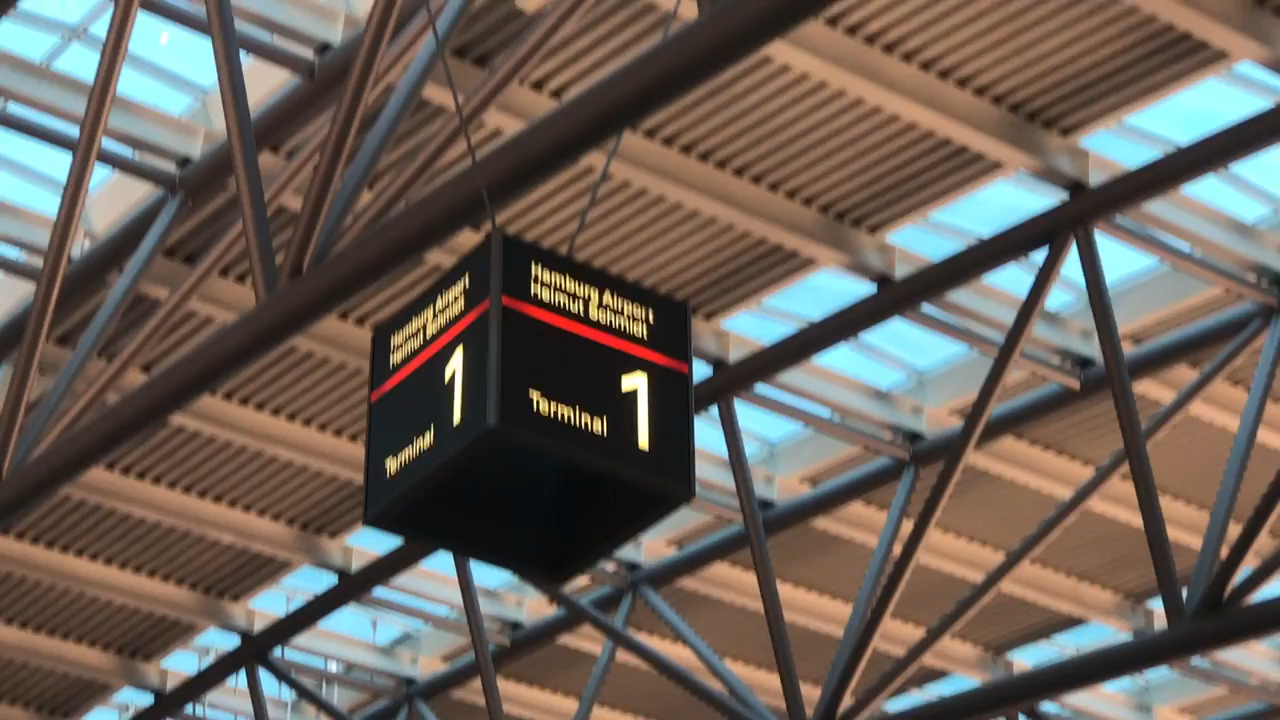 Hamburg Airport
Helmut Schmidt
1
Terminal
Hamburg Airport
Helmut Schmidt
Terminal 1